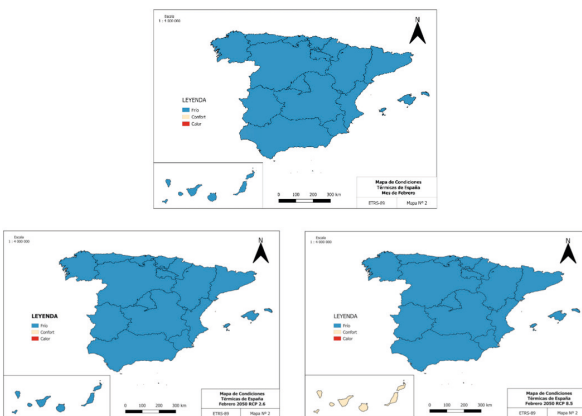 Escala
1 : 4 000 000
N
LEYENDA
Frío
Confort
Calor
Mapa de Condiciones
Térmicas de España
Mes de Febrero
0 100 200 300 km
ETRS-89 Mapa Nº 2
Escala
1 : 4 000 000
N
LEYENDA
Frío
Confort
Calor
Mapa de Condiciones
Térmicas de España
Febrero 2050 RCP 2.6
0 100 200 300 km
ETRS-89 Mapa Nº 2
Escala
1 : 4 000 000
N
LEYENDA
Frío
Confort
Calor
Mapa de Condiciones
Térmicas de España
Febrero 2050 RCP 8.5
0 100 200 300 km
ETRS-89 Mapa Nº 2